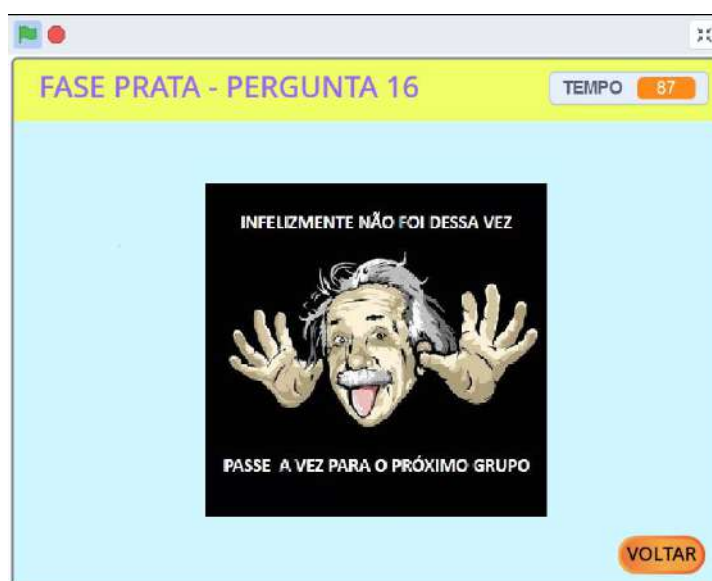 FASE PRATA - PERGUNTA 16
TEMPO 87
INFELIZMENTE NÃO FOI DESSA VEZ
PASSE A VEZ PARA O PRÓXIMO GRUPO
VOLTAR